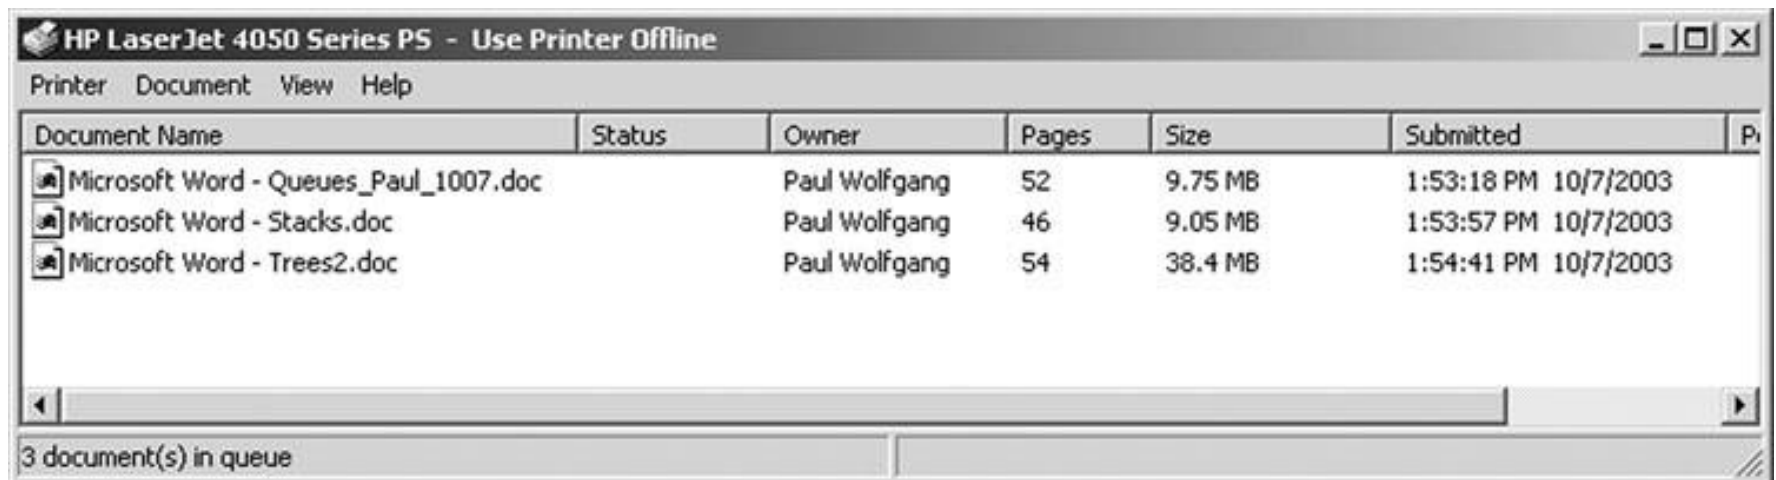 HP LaserJet 4050 Series PS - Use Printer Offline
Printer Document View Help
Document Name Status Owner Pages Size Submitted
Microsoft Word - Queues_Paul_1007.doc Paul Wolfgang 52 9.75 MB 1:53:18 PM 10/7/2003
Microsoft Word - Stacks.doc Paul Wolfgang 46 9.05 MB 1:53:57 PM 10/7/2003
Microsoft Word - Trees2.doc Paul Wolfgang 54 38.4 MB 1:54:41 PM 10/7/2003
3 document(s) in queue